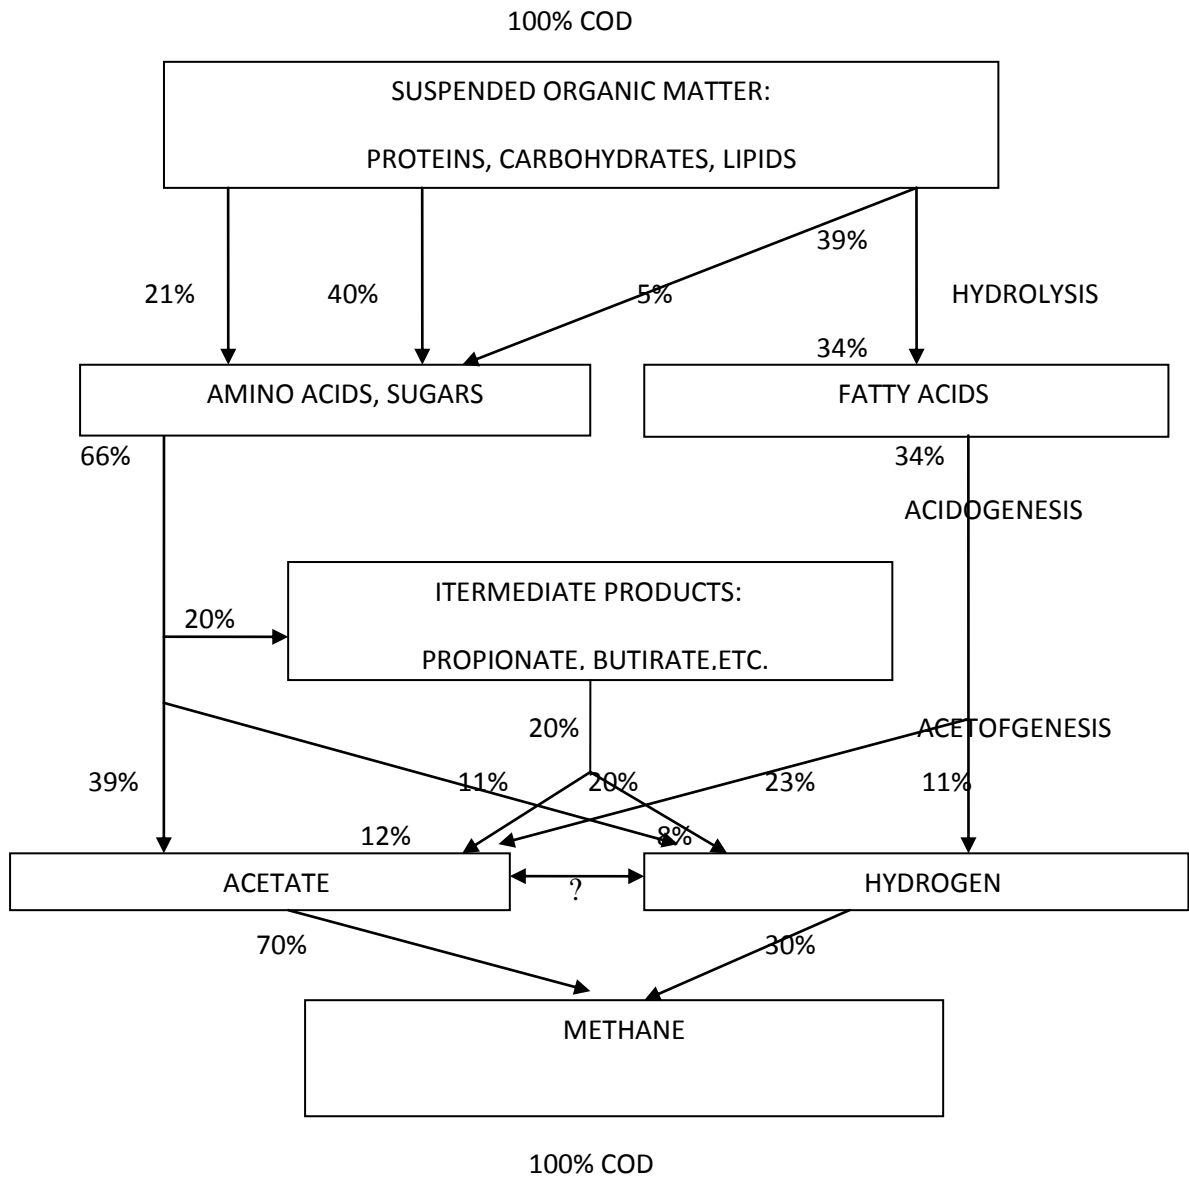 100% COD
SUSPENDED ORGANIC MATTER:
PROTEINS, CARBOHYDRATES, LIPIDS
39%
21%
40%
5%
HYDROLYSIS
34%
AMINO ACIDS, SUGARS
FATTY ACIDS
66%
34%
ACIDOGENESIS
ITERMEDIATE PRODUCTS:
20%
PROPIONATE, BUTIRATE,ETC.
20%
ACETOFGENESIS
39%
11%
20%
23%
11%
12%
8%
ACETATE
?
HYDROGEN
70%
30%
METHANE
100% COD